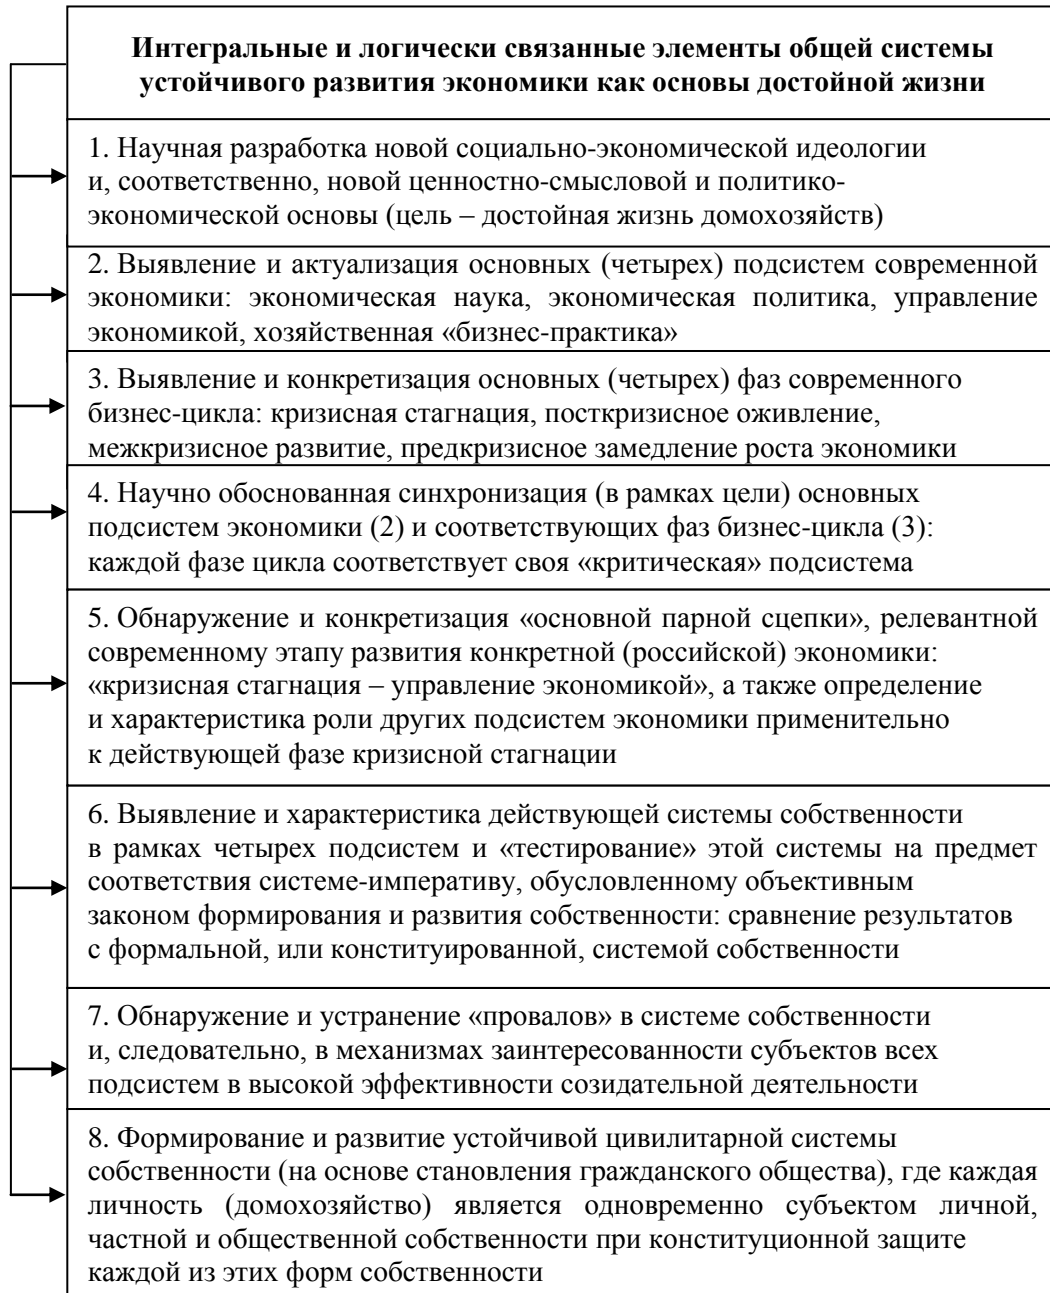 Интегральные и логически связанные элементы общей системы
устойчивого развития экономики как основы достойной жизни
1. Научная разработка новой социально-экономической идеологии
и, соответственно, новой ценностно-смысловой и политико-
экономической основы (цель – достойная жизнь домохозяйств)
2. Выявление и актуализация основных (четырех) подсистем современной
экономики: экономическая наука, экономическая политика, управление
экономикой, хозяйственная «бизнес-практика»
3. Выявление и конкретизация основных (четырех) фаз современного
бизнес-цикла: кризисная стагнация, посткризисное оживление,
межкризисное развитие, предкризисное замедление роста экономики
4. Научно обоснованная синхронизация (в рамках цели) основных
подсистем экономики (2) и соответствующих фаз бизнес-цикла (3):
каждой фазе цикла соответствует своя «критическая» подсистема
5. Обнаружение и конкретизация «основной парной сцепки», релевантной
современному этапу развития конкретной (российской) экономики:
«кризисная стагнация – управление экономикой», а также определение
и характеристика роли других подсистем экономики применительно
к действующей фазе кризисной стагнации
6. Выявление и характеристика действующей системы собственности
в рамках четырех подсистем и «тестирование» этой системы на предмет
соответствия системе-императиву, обусловленному объективным
законом формирования и развития собственности: сравнение результатов
с формальной, или конституированной, системой собственности
7. Обнаружение и устранение «провалов» в системе собственности
и, следовательно, в механизмах заинтересованности субъектов всех
подсистем в высокой эффективности созидательной деятельности
8. Формирование и развитие устойчивой цивилитарной системы
собственности (на основе становления гражданского общества), где каждая
личность (домохозяйство) является одновременно субъектом личной,
частной и общественной собственности при конституционной защите
каждой из этих форм собственности